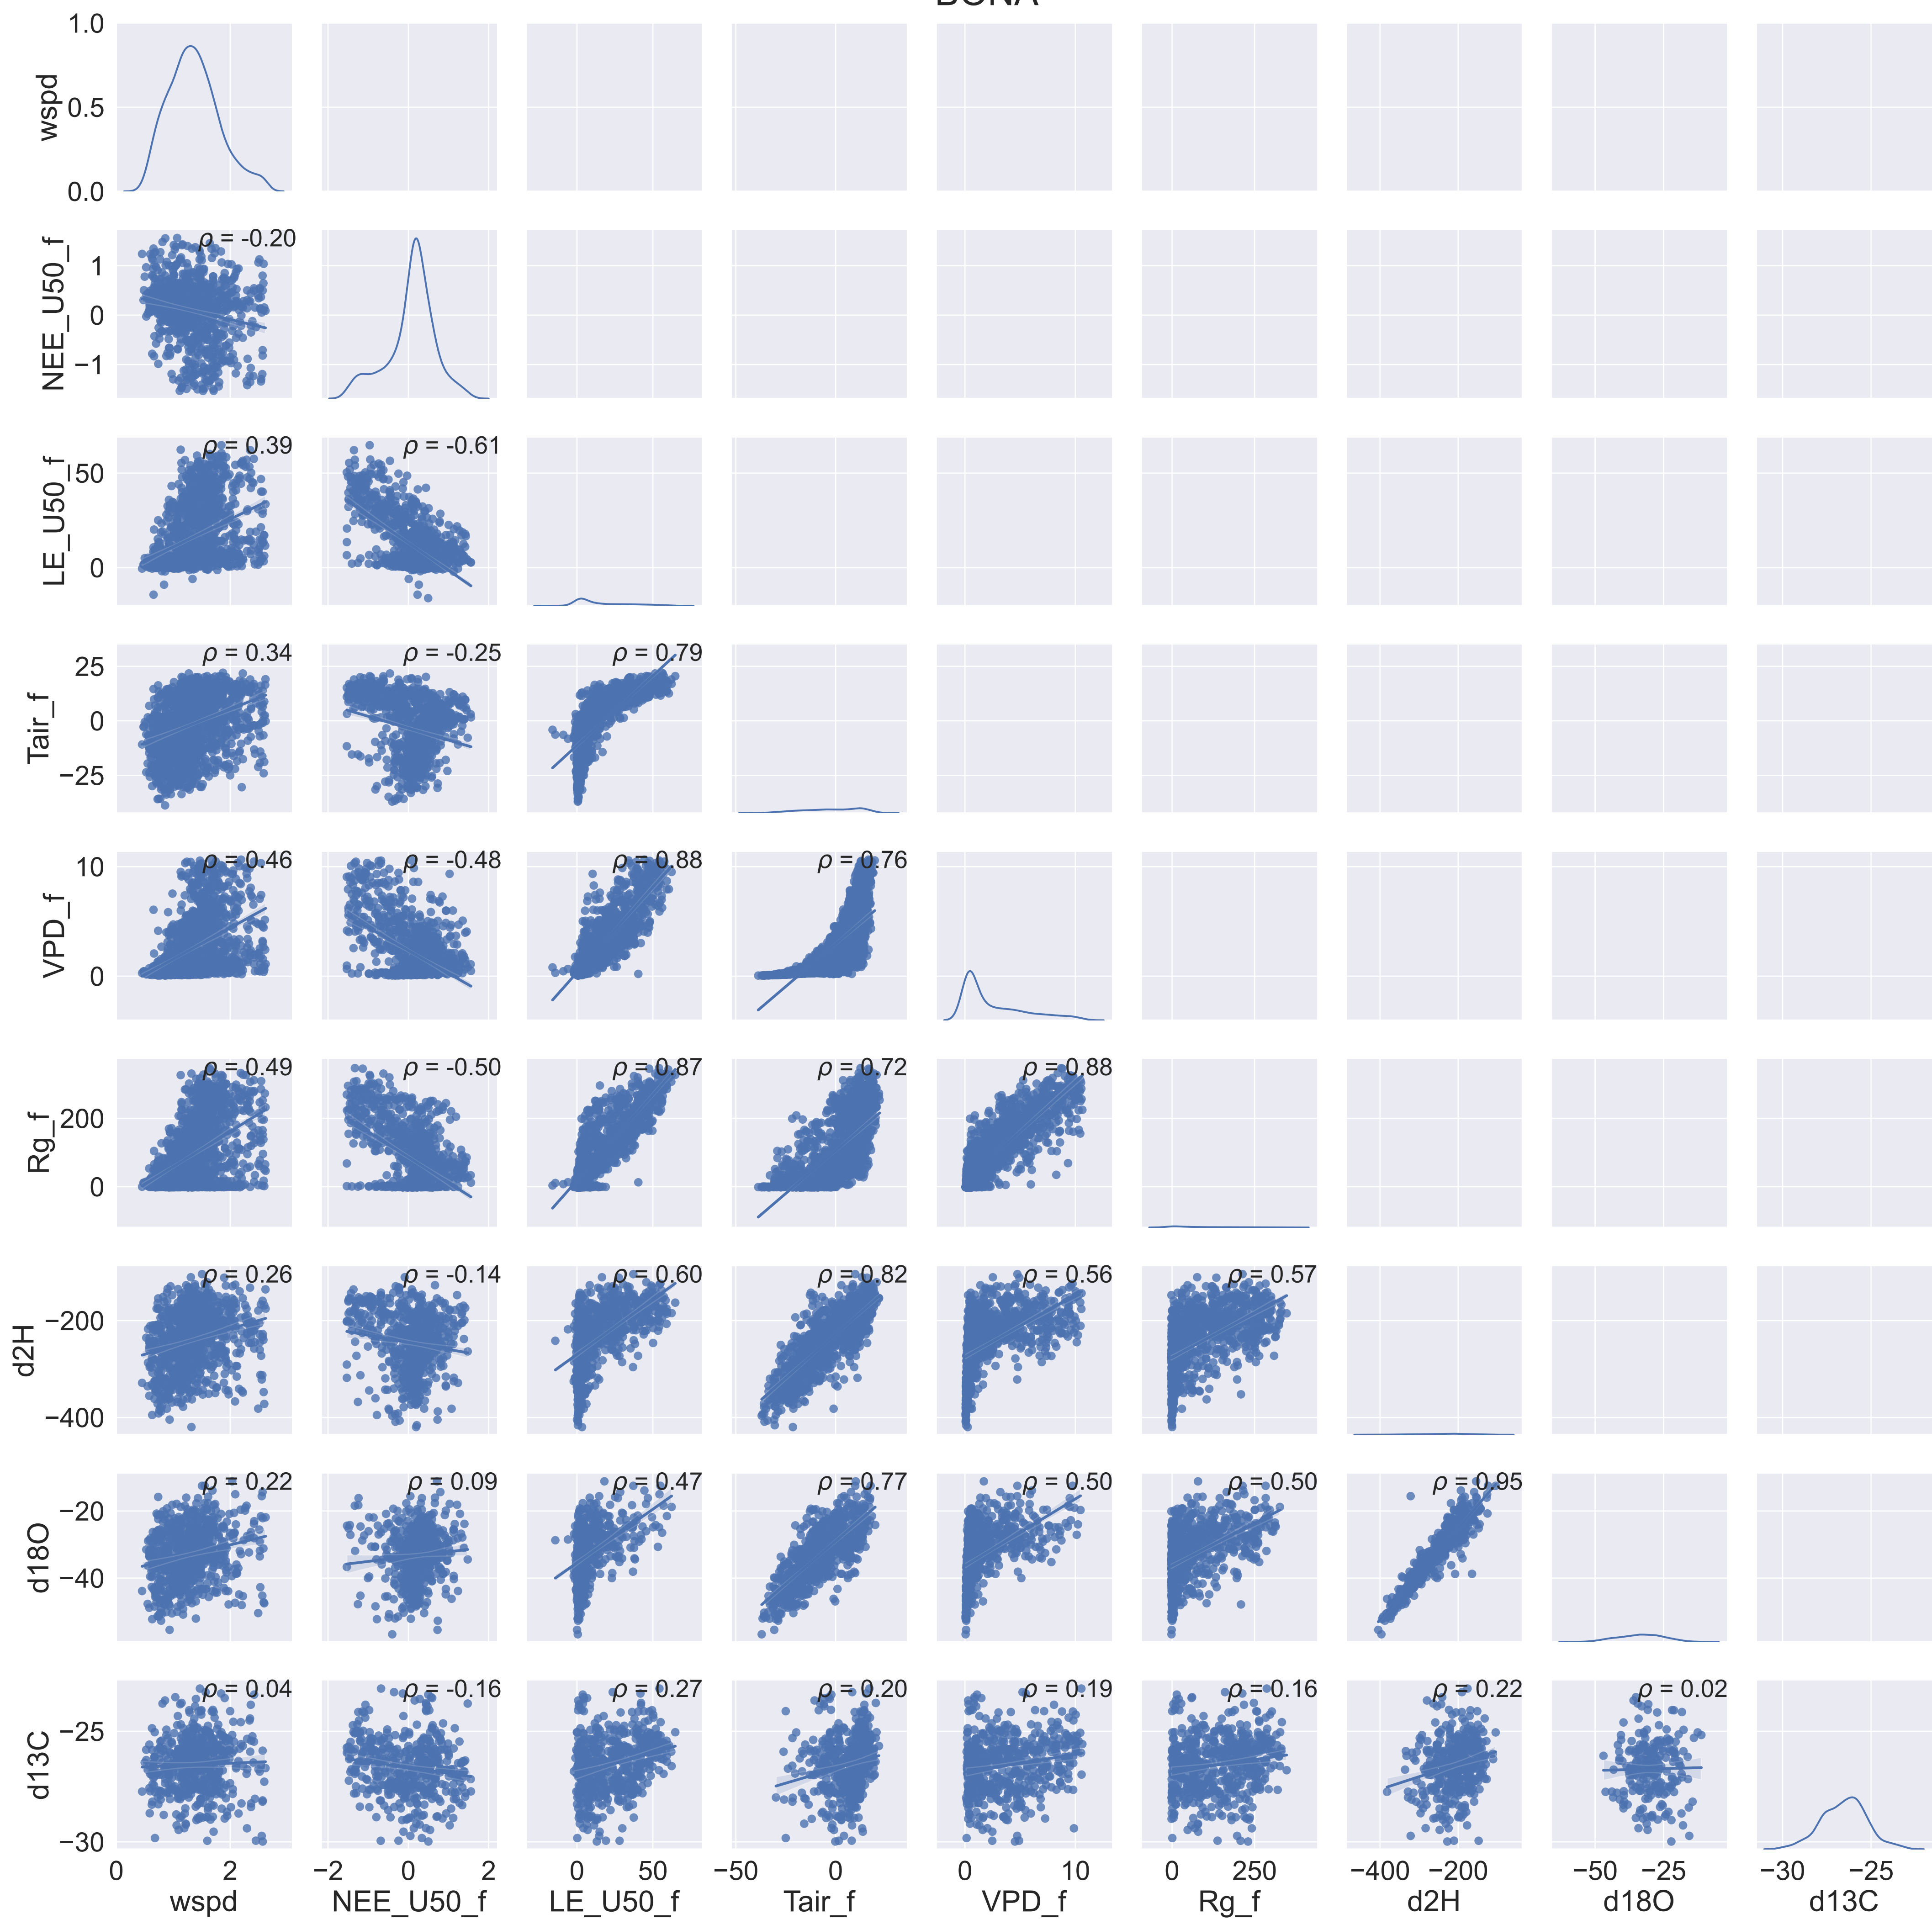 BONA
1.0
0.5
0.0
wspd
ρ = -0.20
1
0
−1
NEE_U50_f
ρ = 0.39
ρ = -0.61
50
0
LE_U50_f
ρ = 0.34
ρ = -0.25
ρ = 0.79
25
0
−25
Tair_f
ρ = 0.46
ρ = -0.48
ρ = 0.88
ρ = 0.76
10
0
VPD_f
ρ = 0.49
ρ = -0.50
ρ = 0.87
ρ = 0.72
ρ = 0.88
200
0
Rg_f
ρ = 0.26
ρ = -0.14
ρ = 0.60
ρ = 0.82
ρ = 0.56
ρ = 0.57
−200
−400
d2H
ρ = 0.22
ρ = 0.09
ρ = 0.47
ρ = 0.77
ρ = 0.50
ρ = 0.50
ρ = 0.95
−20
−40
d18O
ρ = 0.04
ρ = -0.16
ρ = 0.27
ρ = 0.20
ρ = 0.19
ρ = 0.16
ρ = 0.22
ρ = 0.02
−25
−30
d13C
0 2
−2 0 2
0 50
−50 0
0 10
0 250
−400 −200
−50 −25
−30 −25
wspd
NEE_U50_f
LE_U50_f
Tair_f
VPD_f
Rg_f
d2H
d18O
d13C